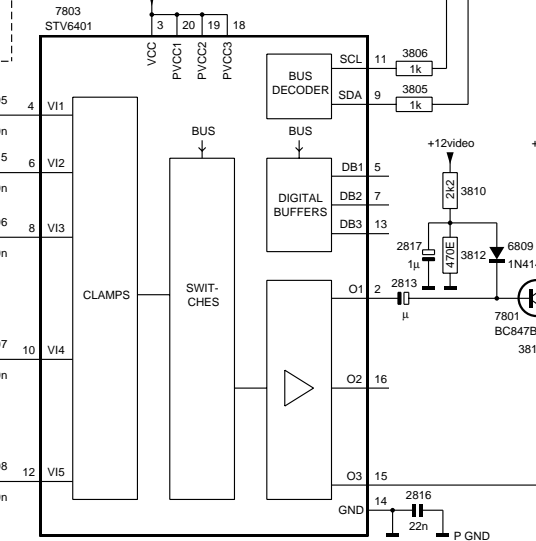 7803
STV6401
3 20 19 18
VCC
PVCC1
PVCC2
PVCC3
SCL 11 3806
1k
BUS
DECODER
SDA 9 3805
1k
5
4 VI1
n
BUS
BUS
+12video
5
6 VI2
n
DB1 5
2k2 3810
DIGITAL
BUFFERS
DB2 7
6
8 VI3
n
DB3 13
2817
1µ
470E 3812
6809
1N414
CLAMPS
SWIT-
CHES
O1 2 2813
µ
7801
BC847B
381
7
10 VI4
n
O2 16
8
12 VI5
n
O3 15
GND 14 2816
22n
P GND